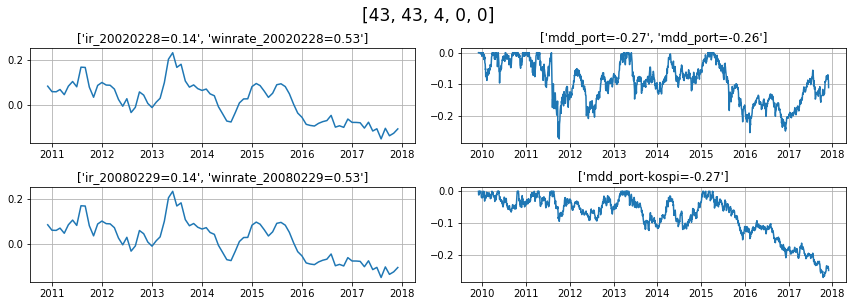 [43, 43, 4, 0, 0]
['ir_20020228=0.14', 'winrate_20020228=0.53']
0.2
0.0
2011 2012 2013 2014 2015 2016 2017 2018
['mdd_port=-0.27', 'mdd_port=-0.26']
0.0
−0.1
−0.2
2010 2011 2012 2013 2014 2015 2016 2017 2018
['ir_20080229=0.14', 'winrate_20080229=0.53']
0.2
0.0
2011 2012 2013 2014 2015 2016 2017 2018
['mdd_port-kospi=-0.27']
0.0
−0.1
−0.2
2010 2011 2012 2013 2014 2015 2016 2017 2018